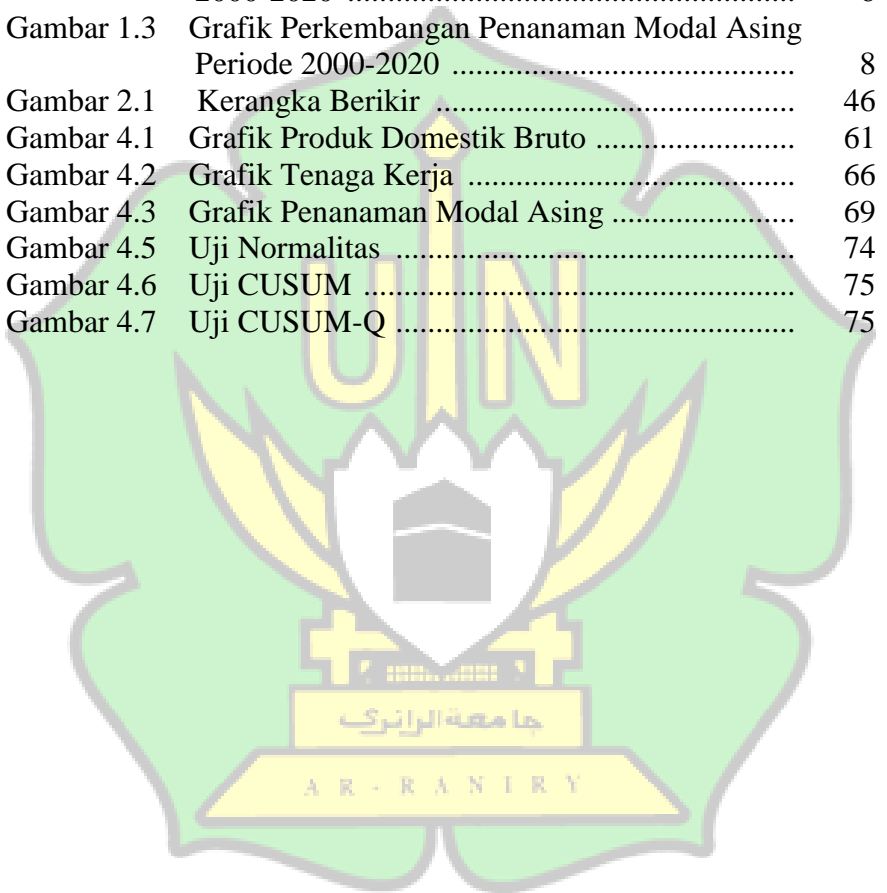 Gambar 1.3 Grafik Perkembangan Penanaman Modal Asing
Periode 2000-2020 ....................................... 8
Gambar 2.1 Kerangka Berikir ......................................... 46
Gambar 4.1 Grafik Produk Domestik Bruto ....................... 61
Gambar 4.2 Grafik Tenaga Kerja ..................................... 66
Gambar 4.3 Grafik Penanaman Modal Asing ..................... 69
Gambar 4.5 Uji Normalitas ............................................. 74
Gambar 4.6 Uji CUSUM ................................................. 75
Gambar 4.7 Uji CUSUM-Q ............................................. 75
UIN
جامعة الرانري
AR-RANIRY